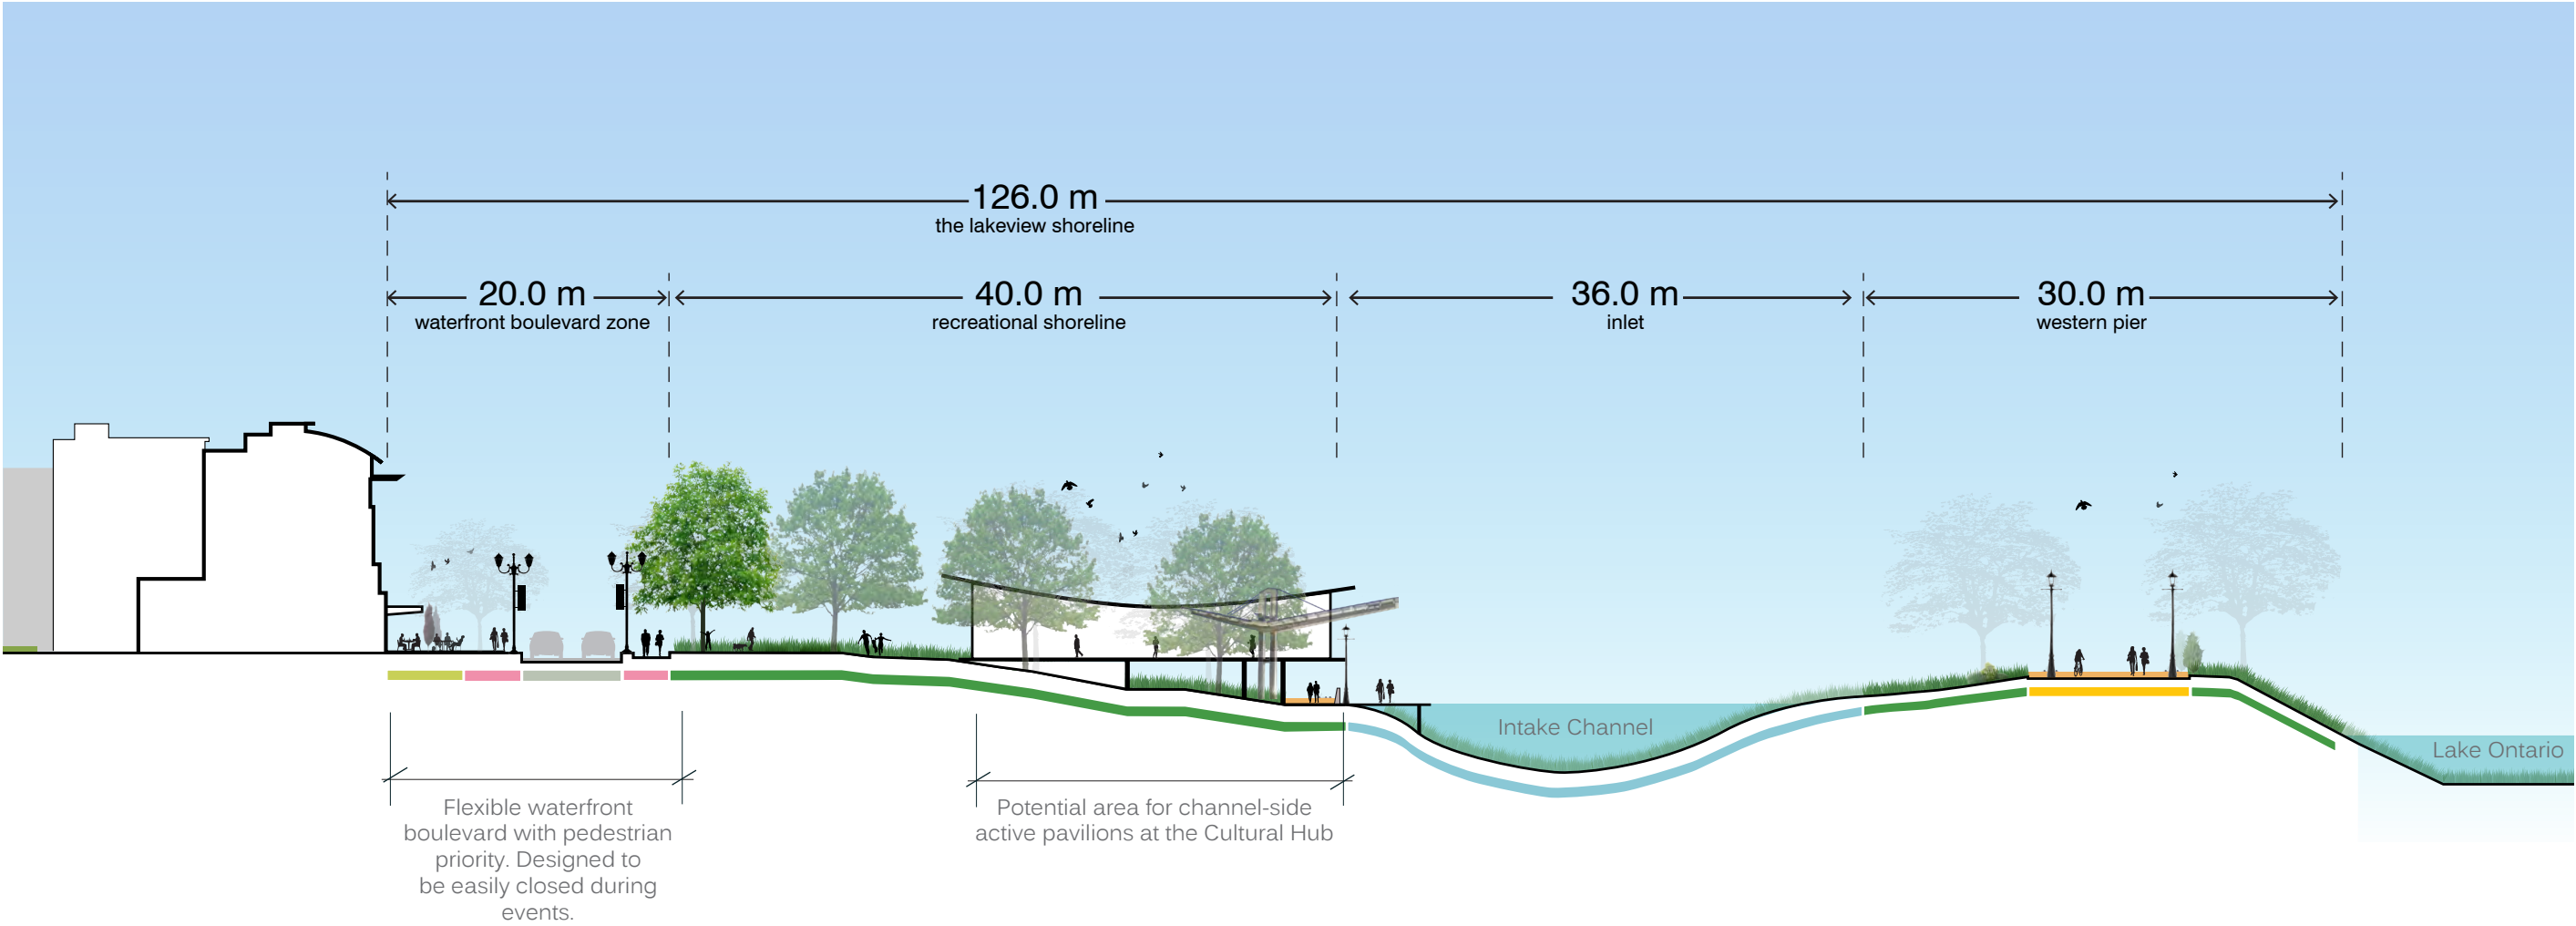 126.0 m
the lakeview shoreline
20.0 m
waterfront boulevard zone
40.0 m
recreational shoreline
36.0 m
inlet
30.0 m
western pier
Intake Channel
Lake Ontario
Flexible waterfront
boulevard with pedestrian
priority. Designed to
be easily closed during
events.
Potential area for channel-side
active pavilions at the Cultural Hub